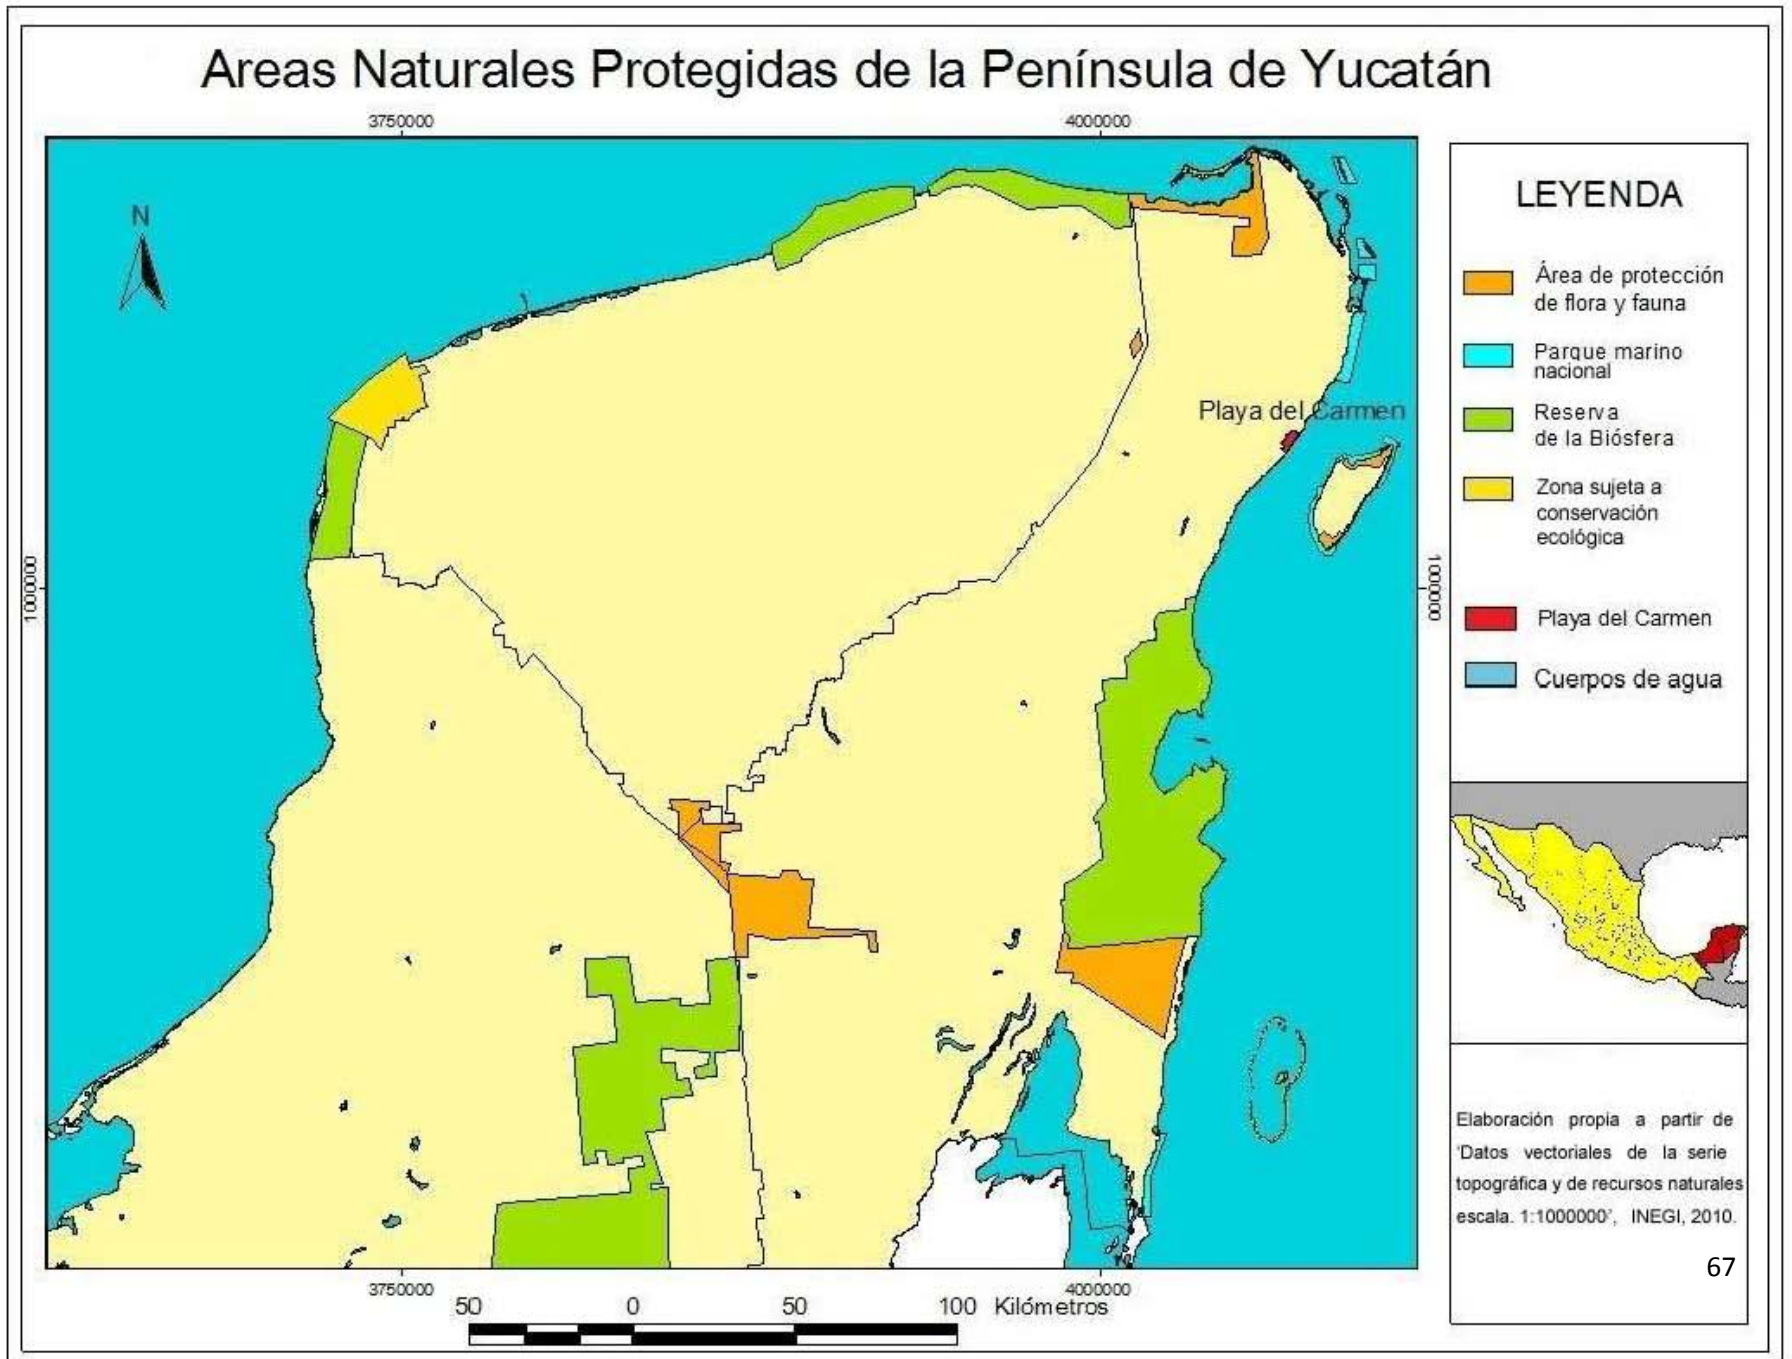 Areas Naturales Protegidas de la Península de Yucatán
3750000
4000000
N
Playa del Carmen
1000000
1000000
3750000
4000000
50
0
50
100
Kilómetros
LEYENDA
Área de protección
de flora y fauna
Parque marino
nacional
Reserva
de la Biósfera
Zona sujeta a
conservación
ecológica
Playa del Carmen
Cuerpos de agua
Elaboración propia a partir de
'Datos vectoriales de la serie
topográfica y de recursos naturales
escala. 1:1000000', INEGI, 2010.
67